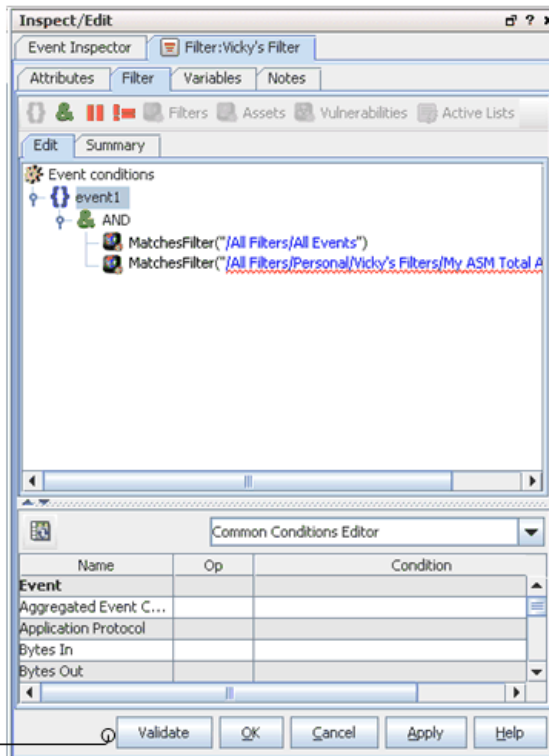 Inspect/Edit
Event Inspector Filter:Vicky's Filter
Attributes Filter Variables Notes
Filters Assets Vulnerabilities Active Lists
Edit Summary
Event conditions
event1
AND
MatchesFilter("/All Filters/All Events")
MatchesFilter("/All Filters/Personal/Vicky's Filters/My ASM Total A
Common Conditions Editor
Name Op Condition
Event
Aggregated Event C...
Application Protocol
Bytes In
Bytes Out
Validate OK Cancel Apply Help